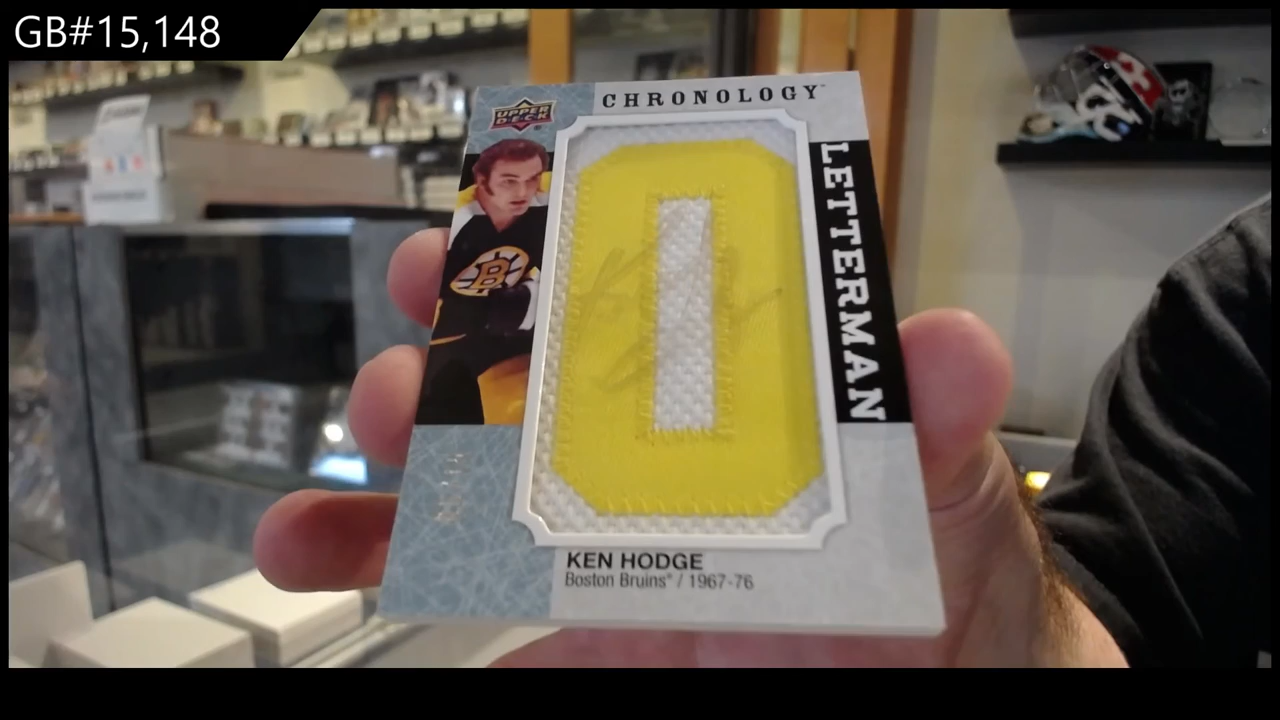 GB#15,148
CHRONOLOGY
UPPER
DECK
LETTERMAN
B
O
KEN HODGE
Boston Bruins® / 1967-76